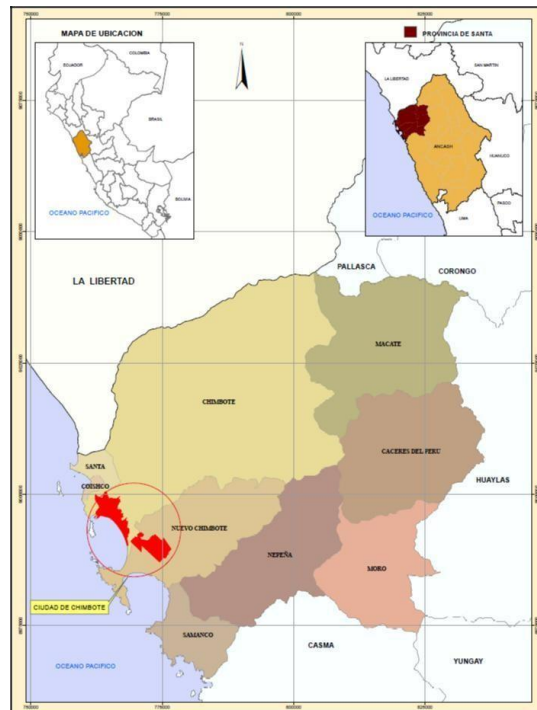 MAPA DE UBICACION
COLOMBIA
ECUADOR
BRASIL
BOLIVIA
OCEANO PACIFICO
N
PROVINCIA DE SANTA
LA LIBERTAD
SAN MARTIN
ANCASH
HUANUCO
PASCO
LIMA
OCEANO PACIFICO
LA LIBERTAD
PALLASCA
CORONGO
MACATE
CHIMBOTE
CACERES DEL PERU
SANTA
COISHCO
HUAYLAS
NUEVO CHIMBOTE
NEPEÑA
MORO
CIUDAD DE CHIMBOTE
SAMANCO
CASMA
YUNGAY
OCEANO PACIFICO